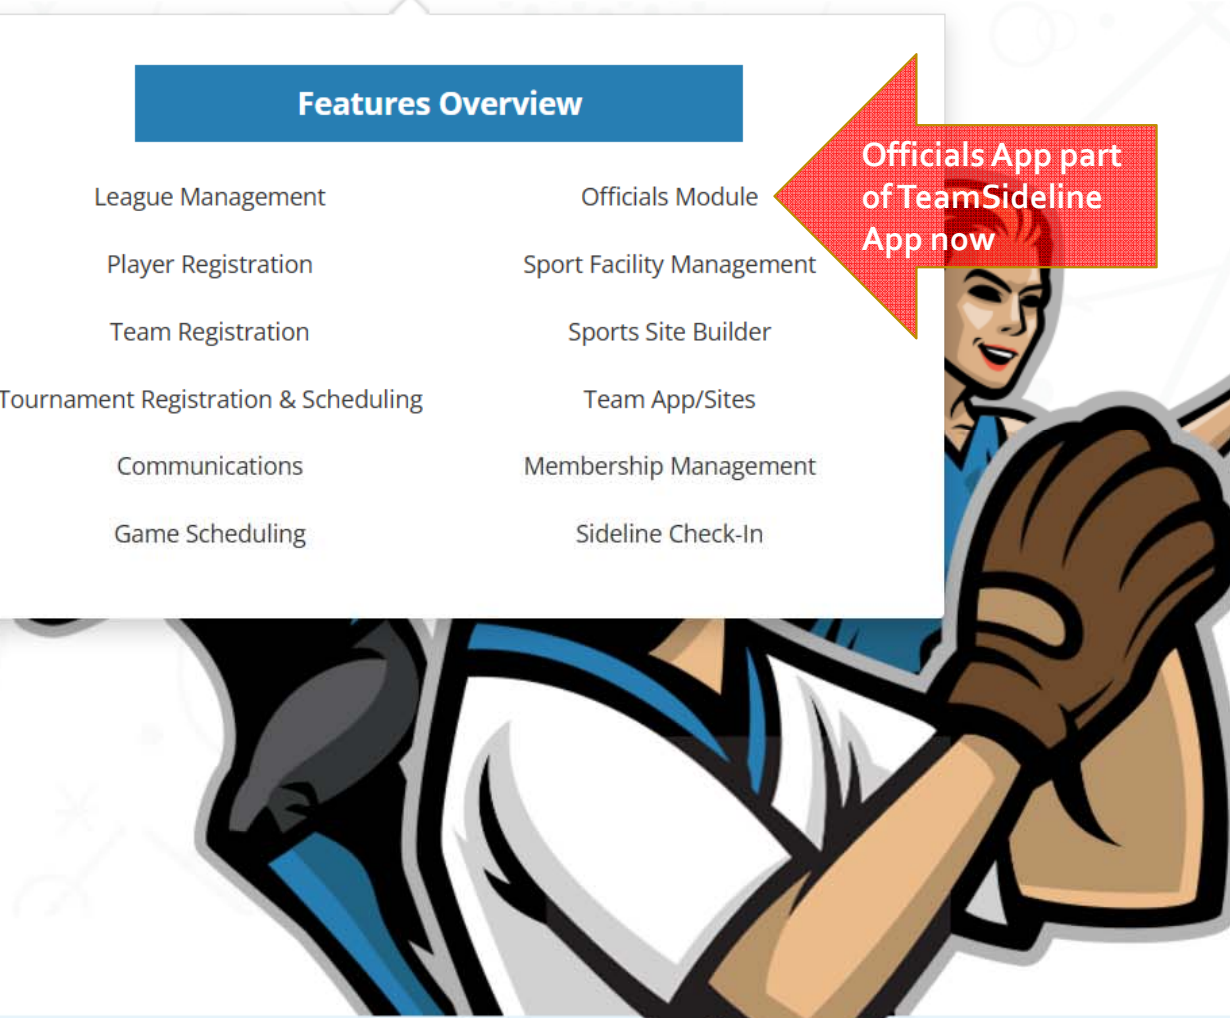 Features Overview
League Management
Officials Module
Player Registration
Sport Facility Management
Team Registration
Sports Site Builder
Tournament Registration & Scheduling
Team App/Sites
Communications
Membership Management
Game Scheduling
Sideline Check-In
Officials App part
of TeamSideline
App now